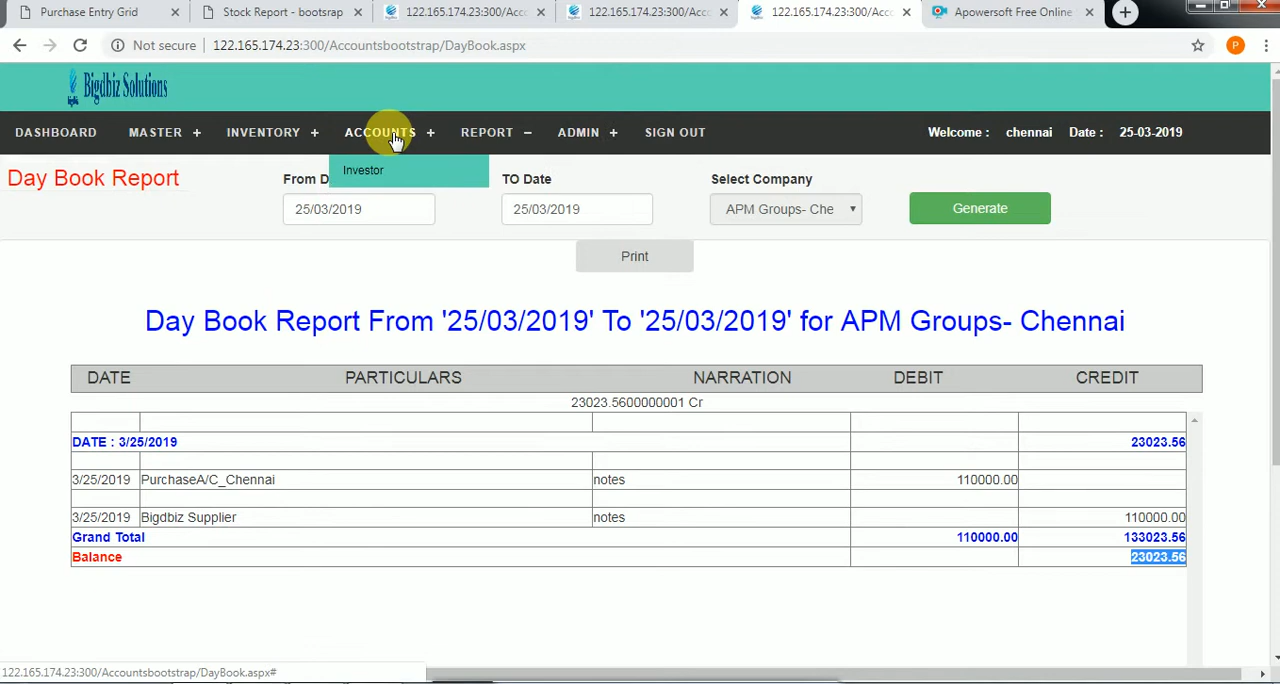 Purchase Entry Grid × Stock Report - bootsrap × 122.165.174.23:300/Acc × 122.165.174.23:300/Acc × 122.165.174.23:300/Acc × Apowersoft Free Online ×
Not secure 122.165.174.23:300/Accountsbootstrap/DayBook.aspx P
Bigdbiz Solutions
DASHBOARD MASTER + INVENTORY + ACCOUNTS + REPORT − ADMIN + SIGN OUT Welcome : chennai Date : 25-03-2019
Investor
Day Book Report From D TO Date Select Company
25/03/2019 25/03/2019 APM Groups- Che Generate
Print
Day Book Report From '25/03/2019' To '25/03/2019' for APM Groups- Chennai
DATE PARTICULARS NARRATION DEBIT CREDIT
23023.5600000001 Cr
DATE : 3/25/2019 23023.56
3/25/2019 PurchaseA/C_Chennai notes 110000.00
3/25/2019 Bigdbiz Supplier notes 110000.00
Grand Total 110000.00 133023.56
Balance 23023.56
122.165.174.23:300/Accountsbootstrap/DayBook.aspx#